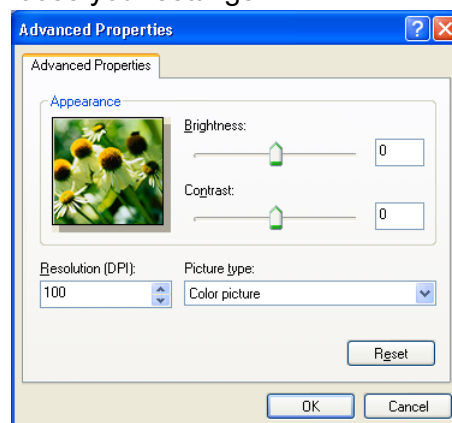 Advanced Properties
Advanced Properties
Appearance
Brightness:
0
Contrast:
0
Resolution (DPI):
Picture type:
100
Color picture
Reset
OK
Cancel